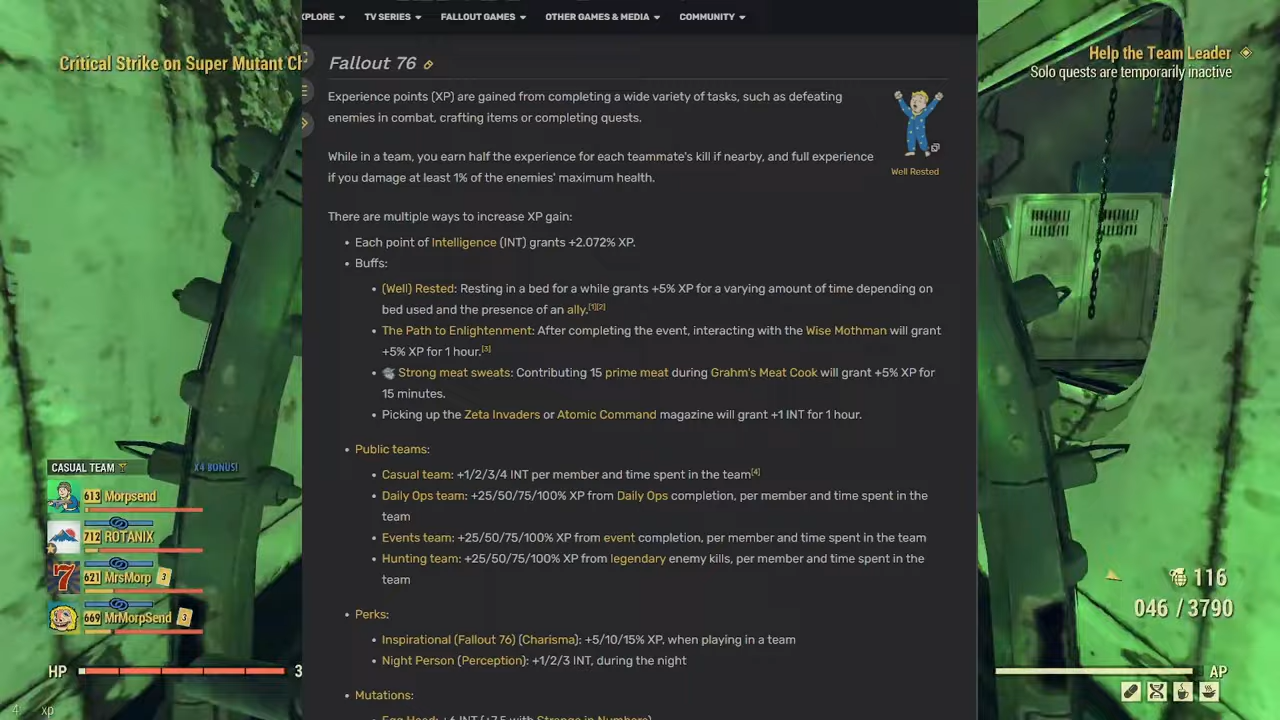 XPLORE
TV SERIES
FALLOUT GAMES
OTHER GAMES & MEDIA
COMMUNITY
Critical Strike on Super Mutant Ch
Help the Team Leader
Solo quests are temporarily inactive
Fallout 76
Experience points (XP) are gained from completing a wide variety of tasks, such as defeating
enemies in combat, crafting items or completing quests.
Well Rested
While in a team, you earn half the experience for each teammate's kill if nearby, and full experience
if you damage at least 1% of the enemies' maximum health.
There are multiple ways to increase XP gain:
• Each point of Intelligence (INT) grants +2.072% XP.
• Buffs:
• (Well) Rested: Resting in a bed for a while grants +5% XP for a varying amount of time depending on
bed used and the presence of an ally.[1][2]
• The Path to Enlightenment: After completing the event, interacting with the Wise Mothman will grant
+5% XP for 1 hour.[3]
• Strong meat sweats: Contributing 15 prime meat during Grahm's Meat Cook will grant +5% XP for
15 minutes.
• Picking up the Zeta Invaders or Atomic Command magazine will grant +1 INT for 1 hour.
• Public teams:
• Casual team: +1/2/3/4 INT per member and time spent in the team[4]
• Daily Ops team: +25/50/75/100% XP from Daily Ops completion, per member and time spent in the
team
• Events team: +25/50/75/100% XP from event completion, per member and time spent in the team
• Hunting team: +25/50/75/100% XP from legendary enemy kills, per member and time spent in the
team
• Perks:
• Inspirational (Fallout 76) (Charisma): +5/10/15% XP, when playing in a team
• Night Person (Perception): +1/2/3 INT, during the night
• Mutations:
Egg Head: +6 INT (+7.5 with Strange in Numbers)
CASUAL TEAM
X4 BONUS!
613 Morpsend
712 ROTANIX
621 MrsMorp 3
669 MrMorpSend 3
HP
3
116
046 / 3790
AP
4 xp